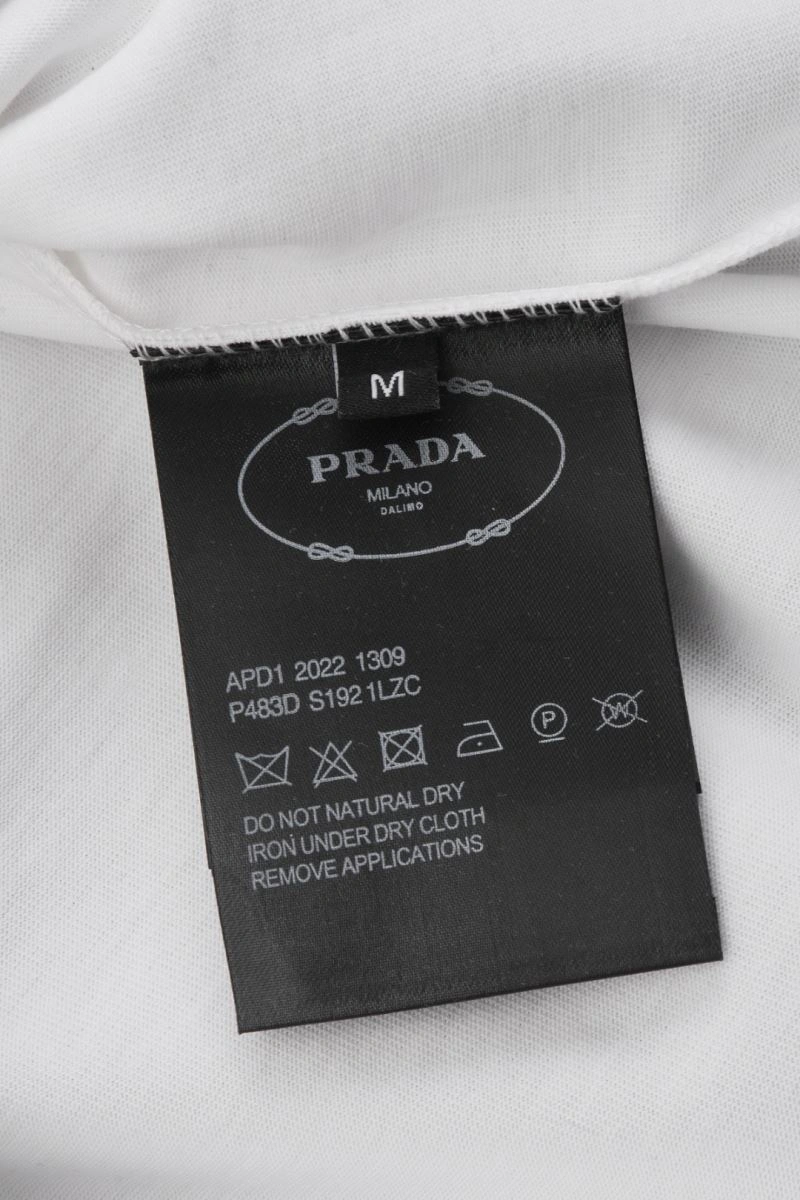 M
PRADA
MILANO
DALIMO
APD1 2022 1309
P483D S192 1LZC
P
W
DO NOT NATURAL DRY
IRON UNDER DRY CLOTH
REMOVE APPLICATIONS